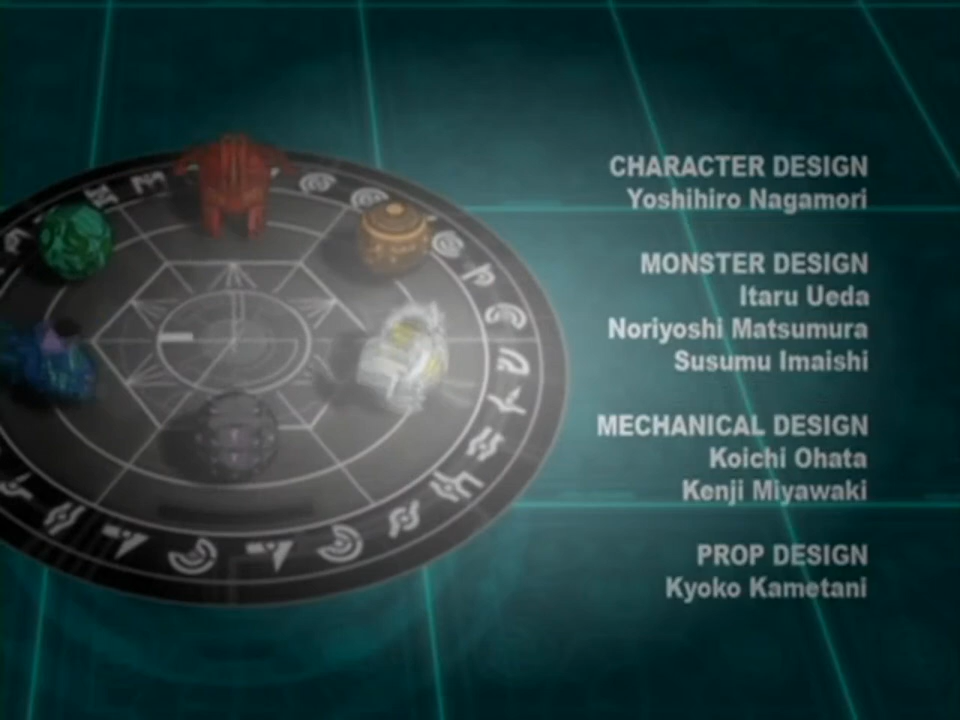 CHARACTER DESIGN
Yoshihiro Nagamori
MONSTER DESIGN
Itaru Ueda
Noriyoshi Matsumura
Susumu Imaishi
MECHANICAL DESIGN
Koichi Ohata
Kenji Miyawaki
PROP DESIGN
Kyoko Kametani